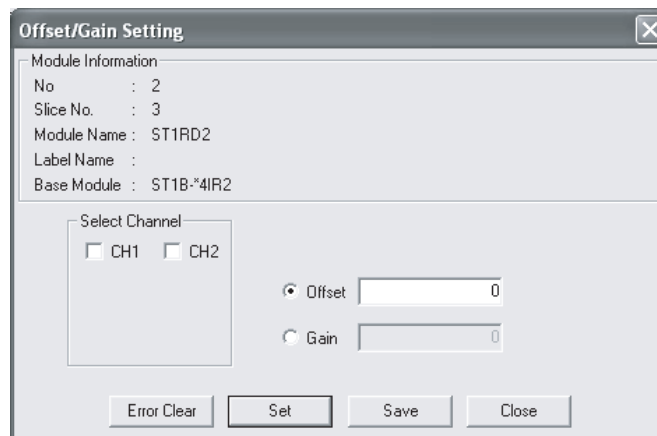 Offset/Gain Setting
Module Information
No : 2
Slice No. : 3
Module Name : ST1RD2
Label Name :
Base Module : ST1B-*4IR2
Select Channel
CH1 CH2
Offset 0
Gain 0
Error Clear Set Save Close